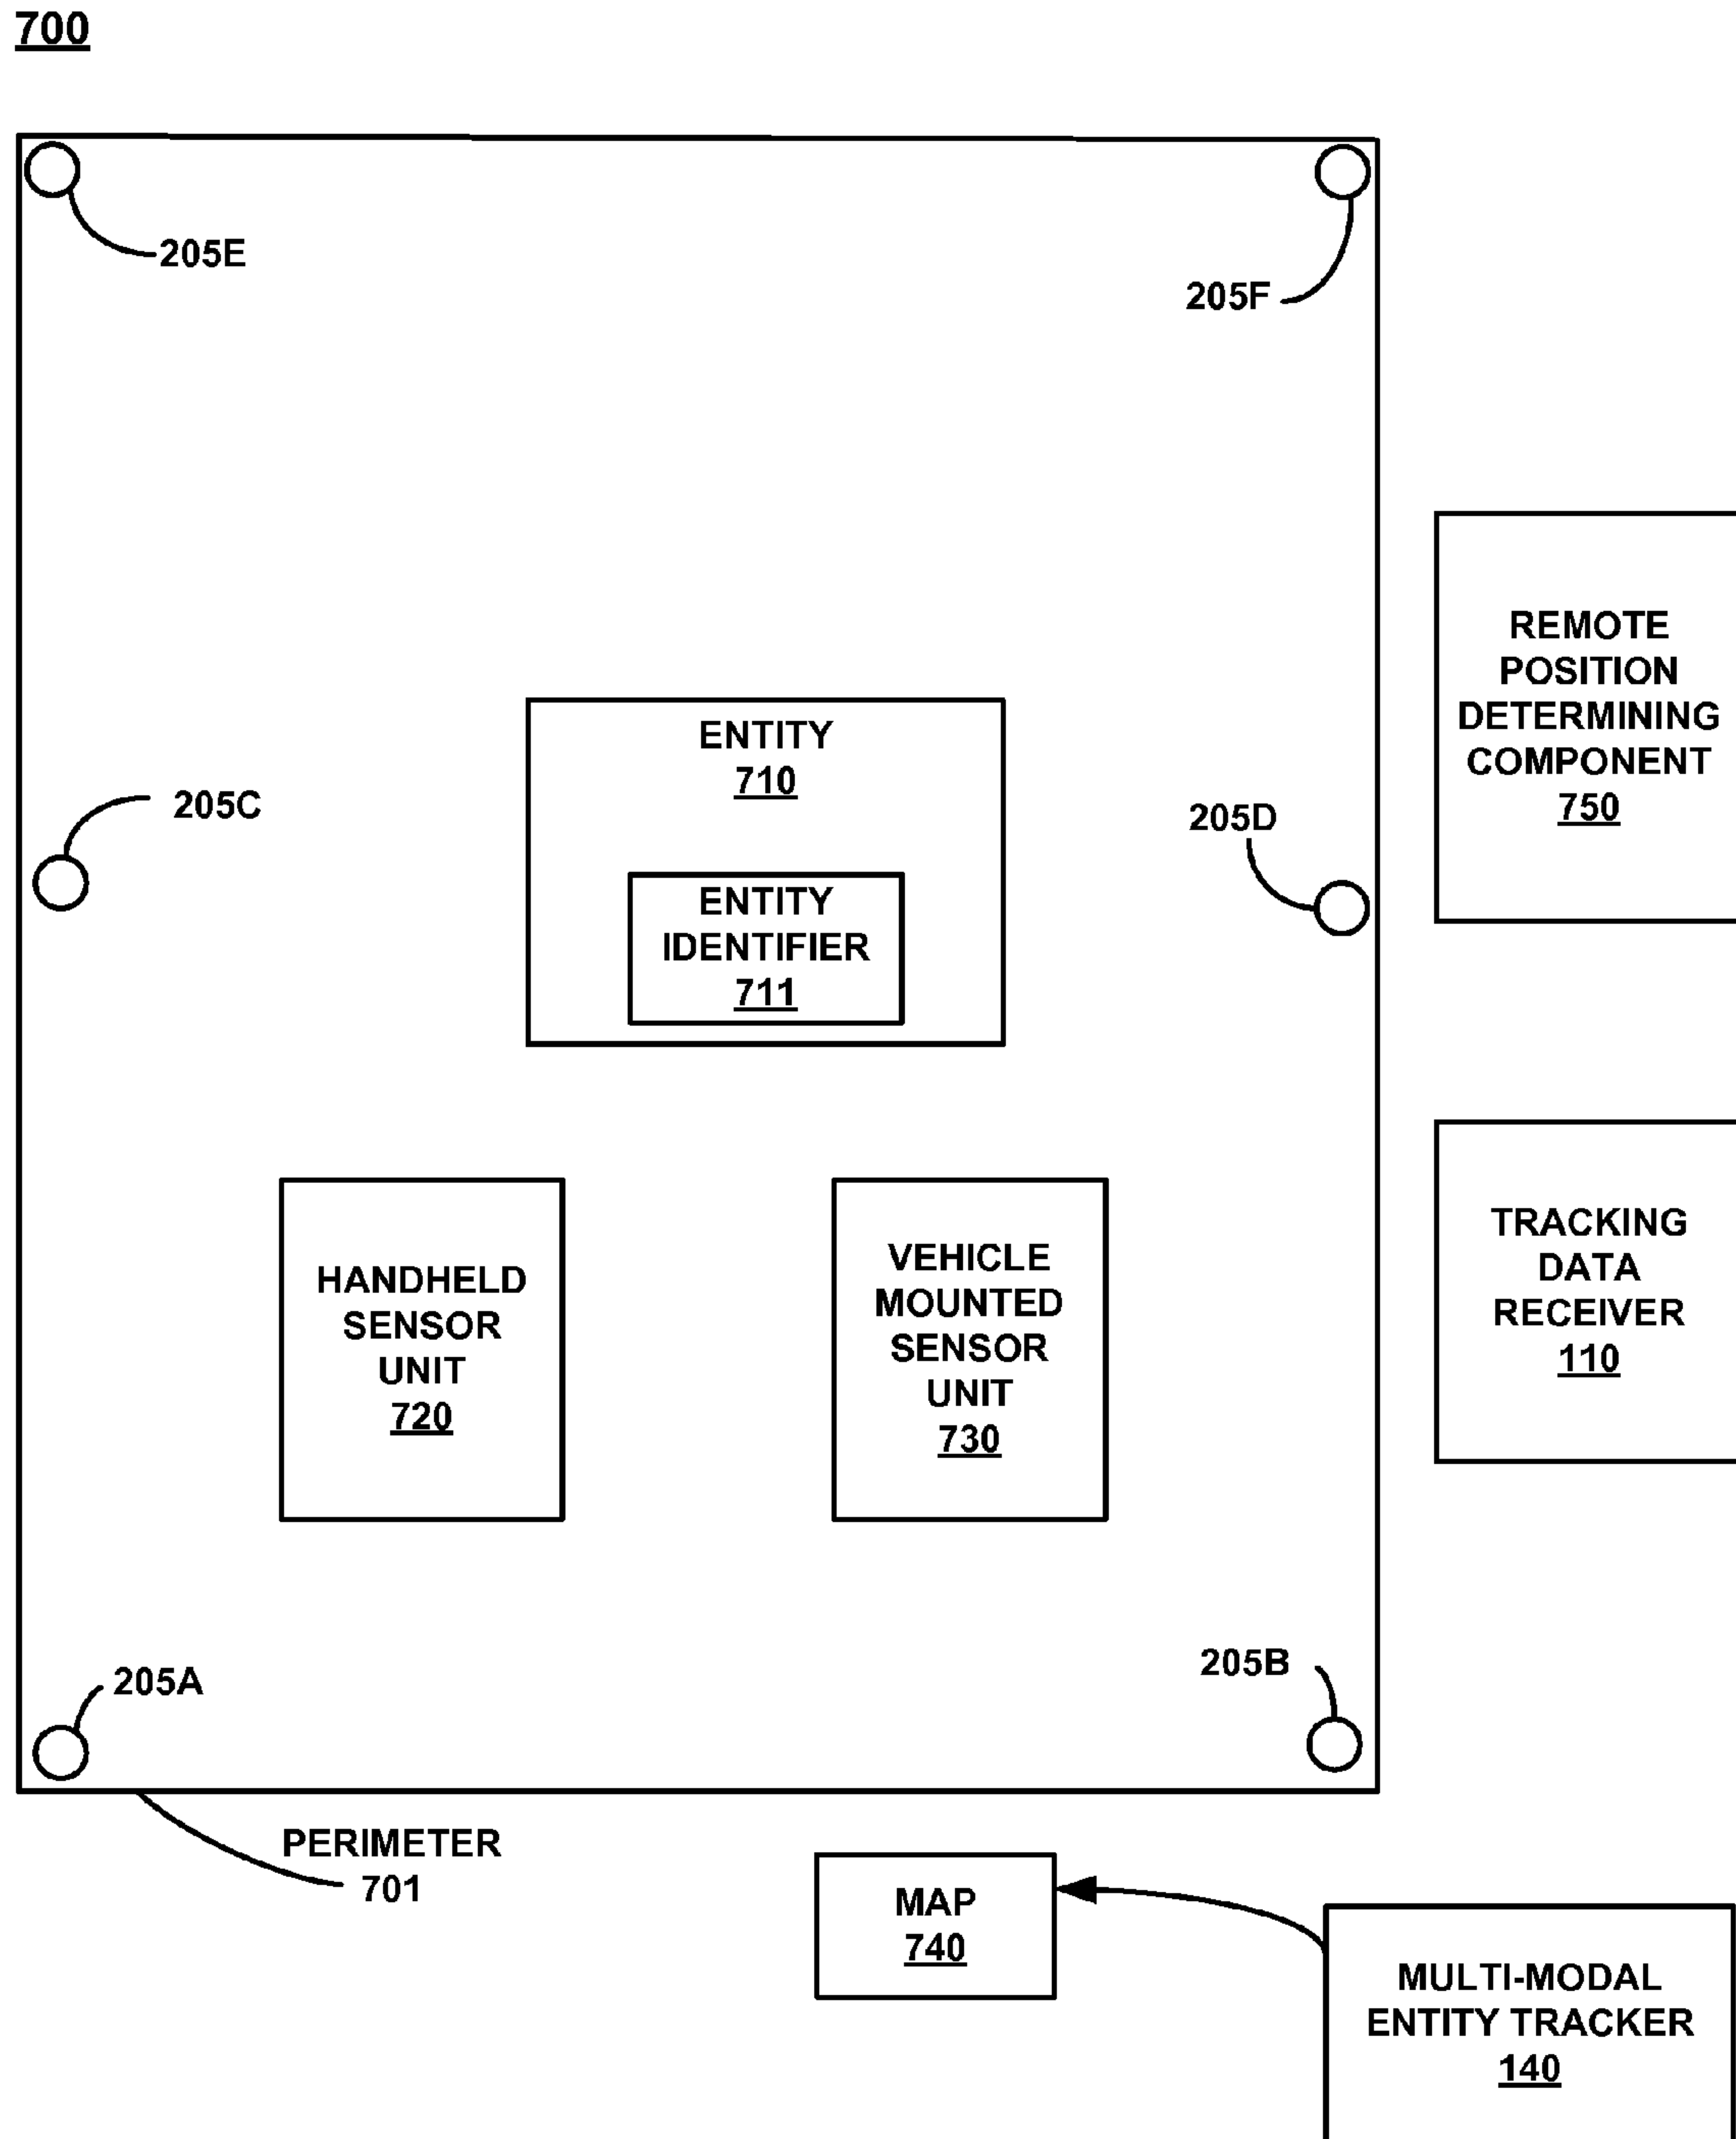 700
205E
205F
REMOTE
POSITION
DETERMINING
COMPONENT
750
ENTITY
710
205C
205D
ENTITY
IDENTIFIER
711
TRACKING
DATA
RECEIVER
110
HANDHELD
SENSOR
UNIT
720
VEHICLE
MOUNTED
SENSOR
UNIT
730
205A
205B
PERIMETER
701
MAP
740
MULTI-MODAL
ENTITY TRACKER
140